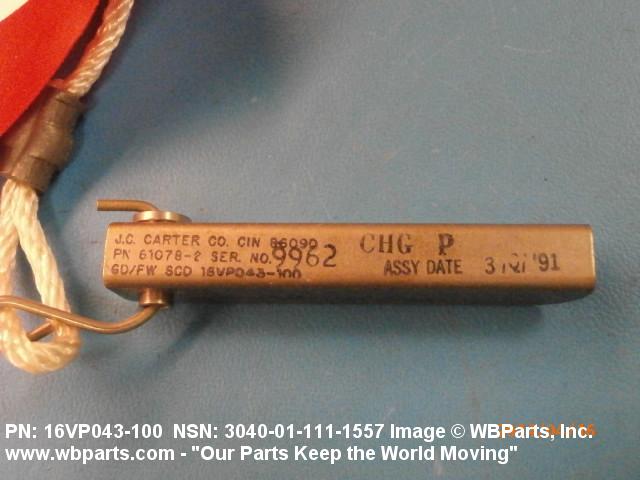 J.C. CARTER CO. CIN 86090
PN 61078-2 SER. NO. 9962
GD/FW SCD 16VP043-100
CHG P
ASSY DATE 3 '91
PN: 16VP043-100 NSN: 3040-01-111-1557 Image © WBParts, Inc.
www.wbparts.com - "Our Parts Keep the World Moving"